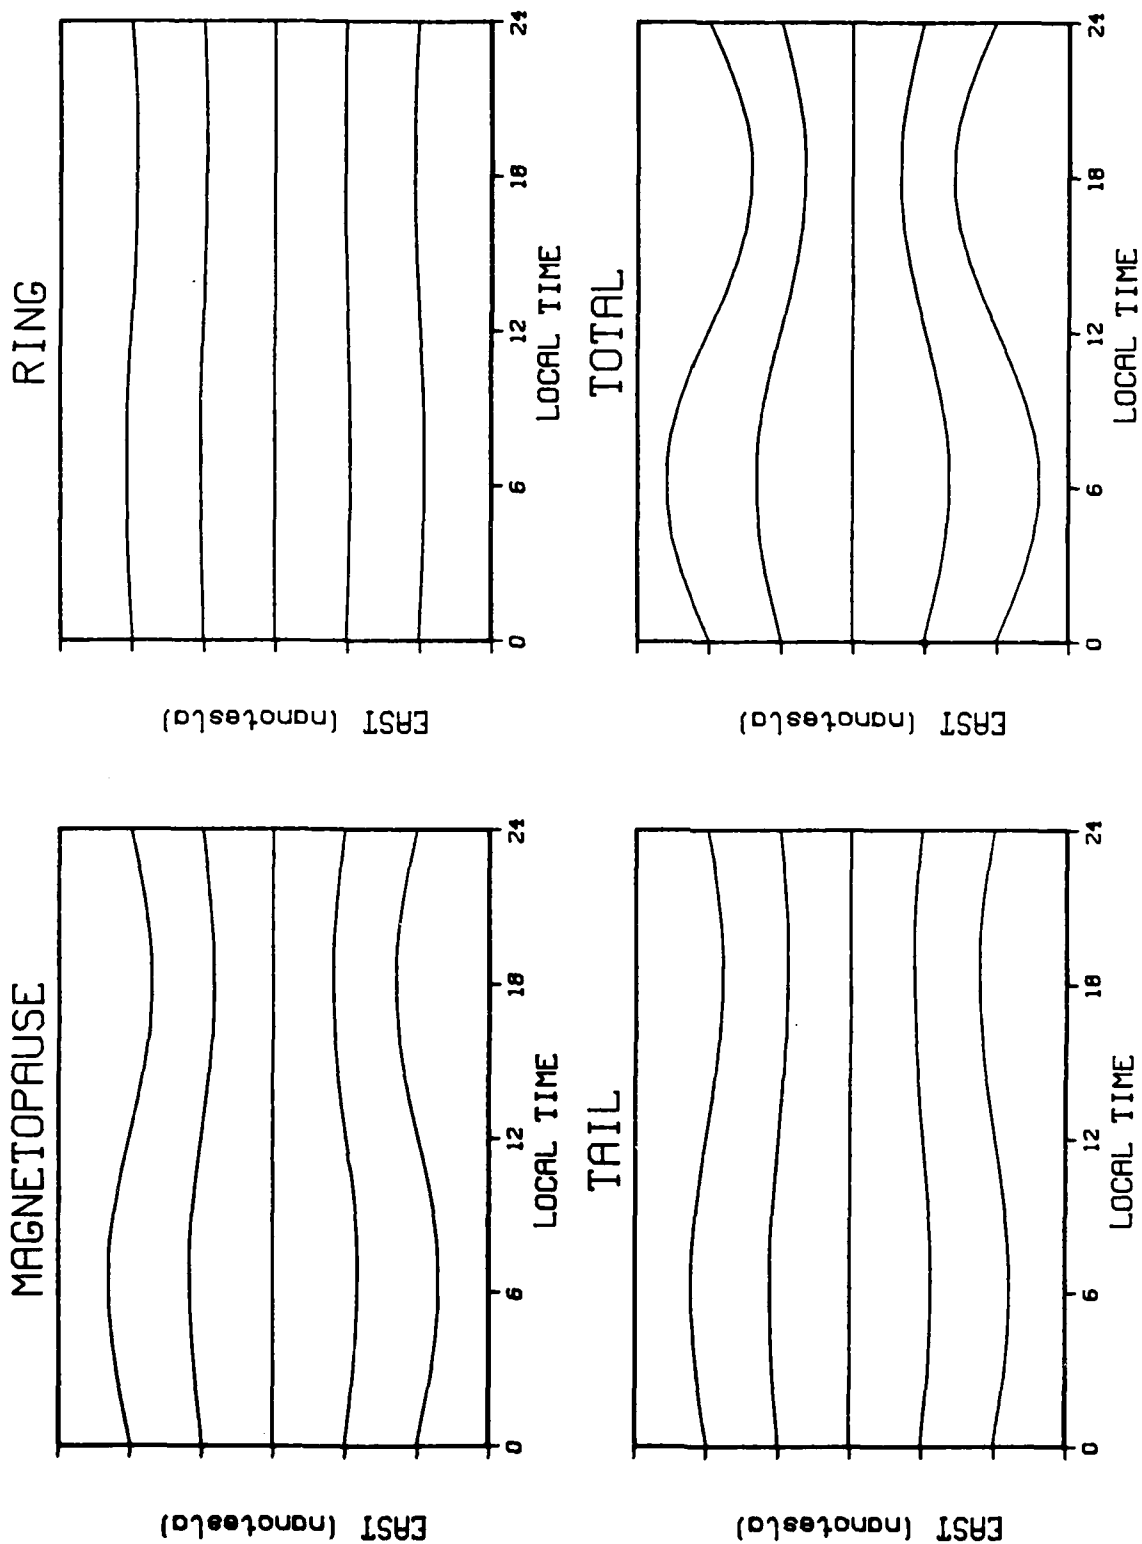 MAGNETOPAUSE
EAST (nanotesla)
0 6 12 18 24
LOCAL TIME
RING
EAST (nanotesla)
0 6 12 18 24
LOCAL TIME
TAIL
EAST (nanotesla)
0 6 12 18 24
LOCAL TIME
TOTAL
EAST (nanotesla)
0 6 12 18 24
LOCAL TIME